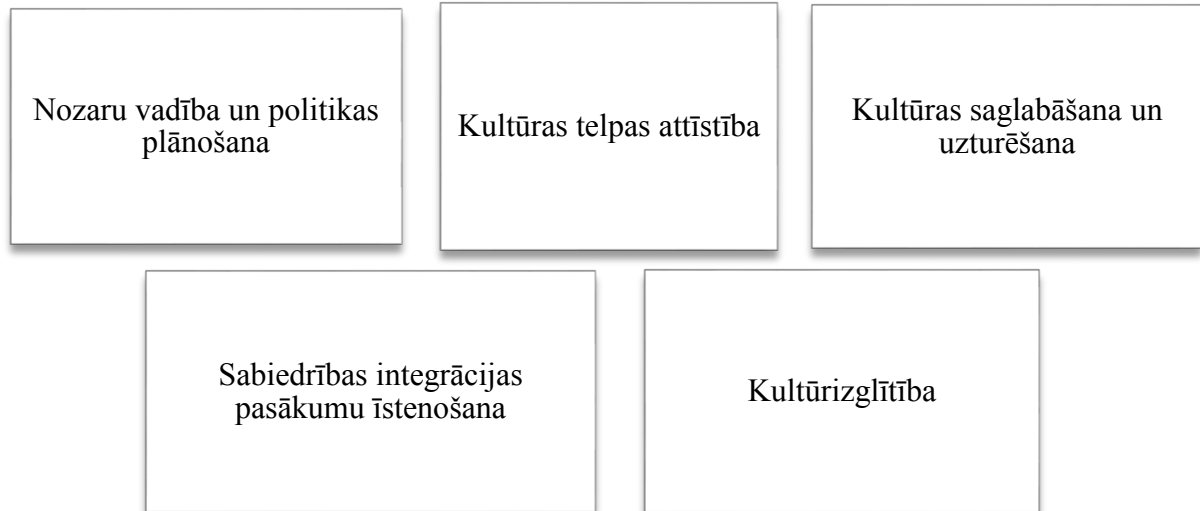 Nozaru vadība un politikas
plānošana
Kultūras telpas attīstība
Kultūras saglabāšana un
uzturēšana
Sabiedrības integrācijas
pasākumu īstenošana
Kultūrizglītība